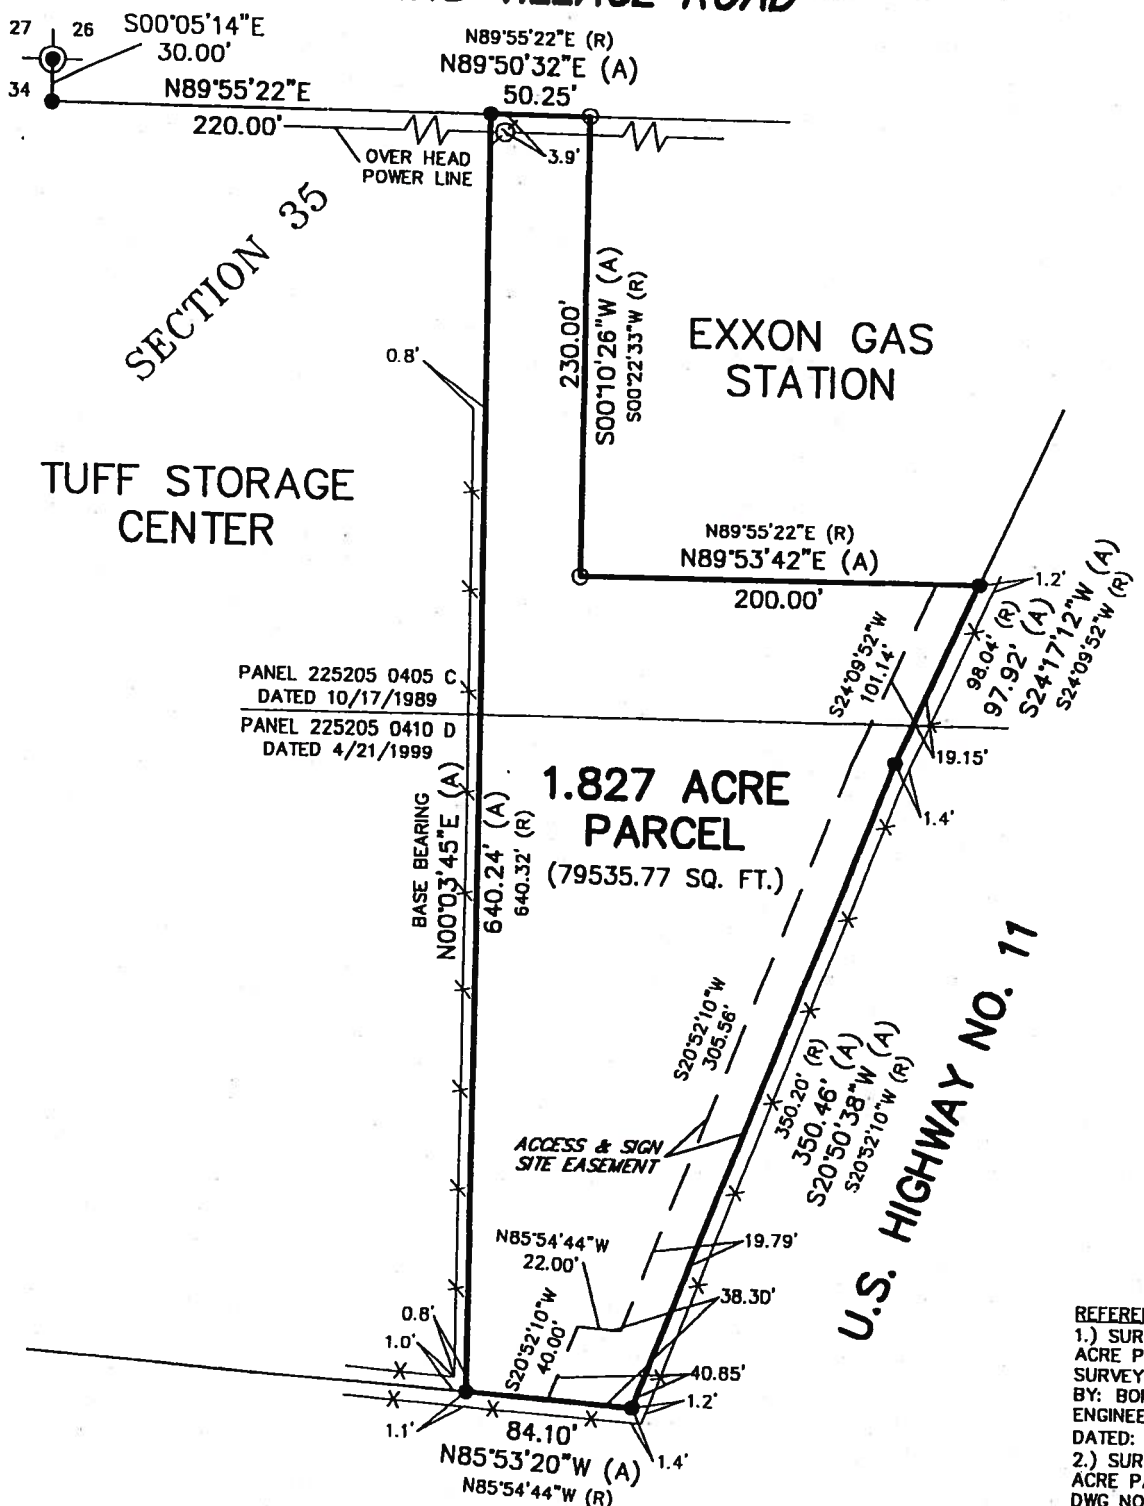 VILLAGE ROAD
27 26
34
S00°05'14"E
30.00'
N89°55'22"E
220.00'
N89°55'22"E (R)
N89°50'32"E (A)
50.25'
3.9'
OVER HEAD
POWER LINE
SECTION 35
0.8'
230.00'
S00°10'26"W (A)
S00°22'33"W (R)
EXXON GAS
STATION
TUFF STORAGE
CENTER
N89°55'22"E (R)
N89°53'42"E (A)
200.00'
1.2'
S24°09'52"W
101.14'
98.04' (R)
97.92' (A)
S24°17'12"W (A)
S24°09'52"W (R)
19.15'
1.4'
PANEL 225205 0405 C
DATED 10/17/1989
PANEL 225205 0410 D
DATED 4/21/1999
BASE BEARING
N00°03'45"E (A)
640.24' (A)
640.32' (R)
1.827 ACRE
PARCEL
(79535.77 SQ. FT.)
S20°52'10"W
305.56'
350.20' (R)
350.46' (A)
S20°50'38"W (A)
S20°52'10"W (R)
U.S. HIGHWAY NO. 11
ACCESS & SIGN
SITE EASEMENT
N85°54'44"W
22.00'
19.79'
38.30'
S20°52'10"W
40.00'
0.8'
1.0'
40.85'
1.2'
1.1'
84.10'
1.4'
N85°53'20"W (A)
N85°54'44"W (R)
1.) SUR
ACRE P
SURVEY
BY: BO
ENGINEE
DATED:
2.) SUR
ACRE PA
DWG NO